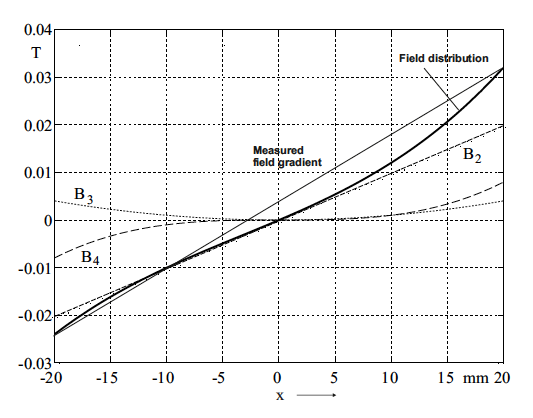 0.04
T
0.03
0.02
0.01
0
-0.01
-0.02
-0.03
Field distribution
Measured
field gradient
B2
B3
B4
-20 -15 -10 -5 0 5 10 15 mm 20
x